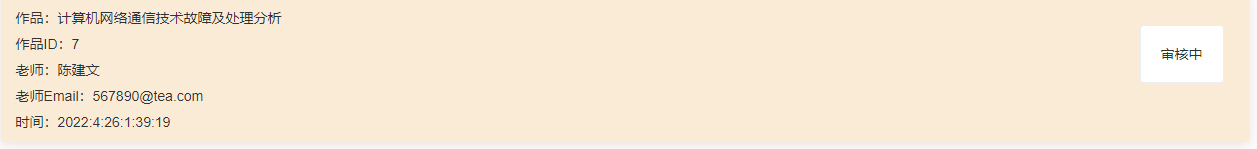 作品：计算机网络通信技术故障及处理分析
作品ID：7
审核中
老师：陈建文
老师Email：567890@tea.com
时间：2022:4:26:1:39:19